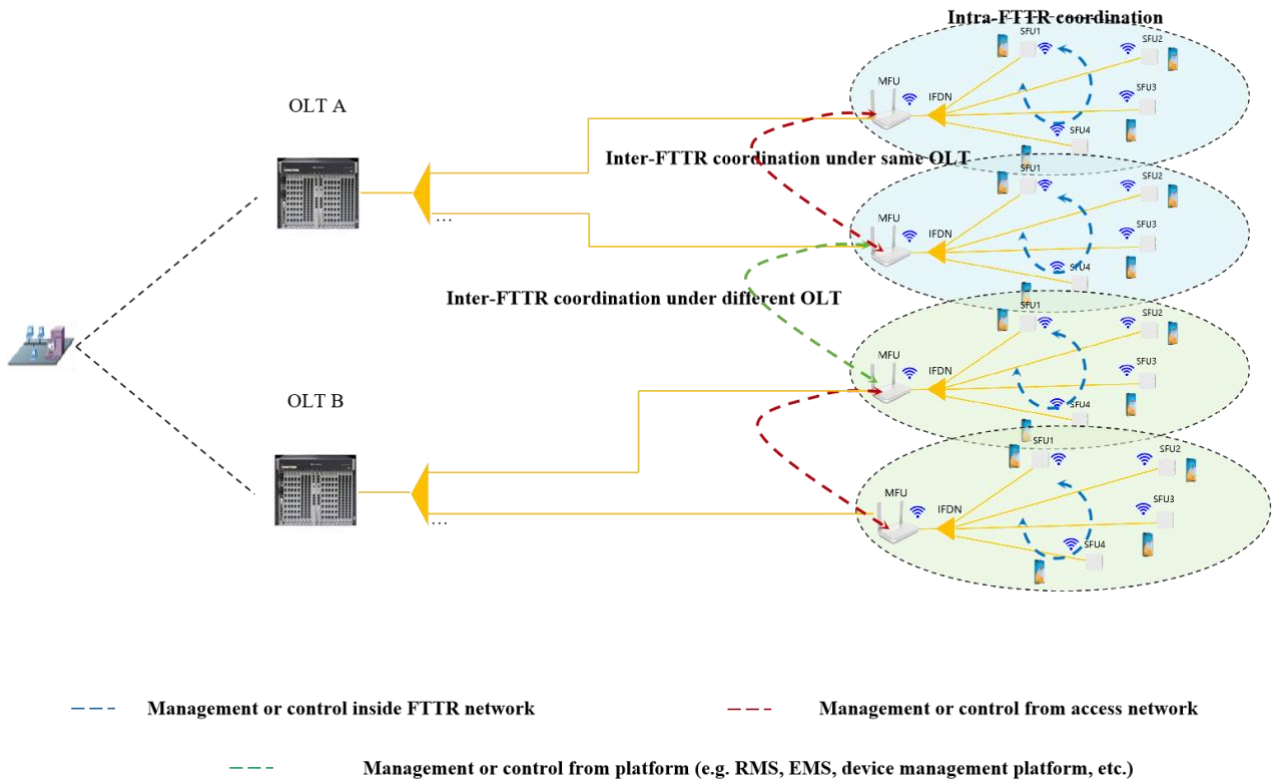 Intra-FTTR coordination
SFU1
SFU2
MFU
IFDN
SFU3
SFU4
OLT A
Inter-FTTR coordination under same OLT
SFU1
SFU2
MFU
IFDN
SFU3
SFU4
...
Inter-FTTR coordination under different OLT
SFU1
SFU2
MFU
IFDN
SFU3
SFU4
OLT B
SFU1
SFU2
MFU
IFDN
SFU3
SFU4
...
Management or control inside FTTR network
Management or control from access network
Management or control from platform (e.g. RMS, EMS, device management platform, etc.)